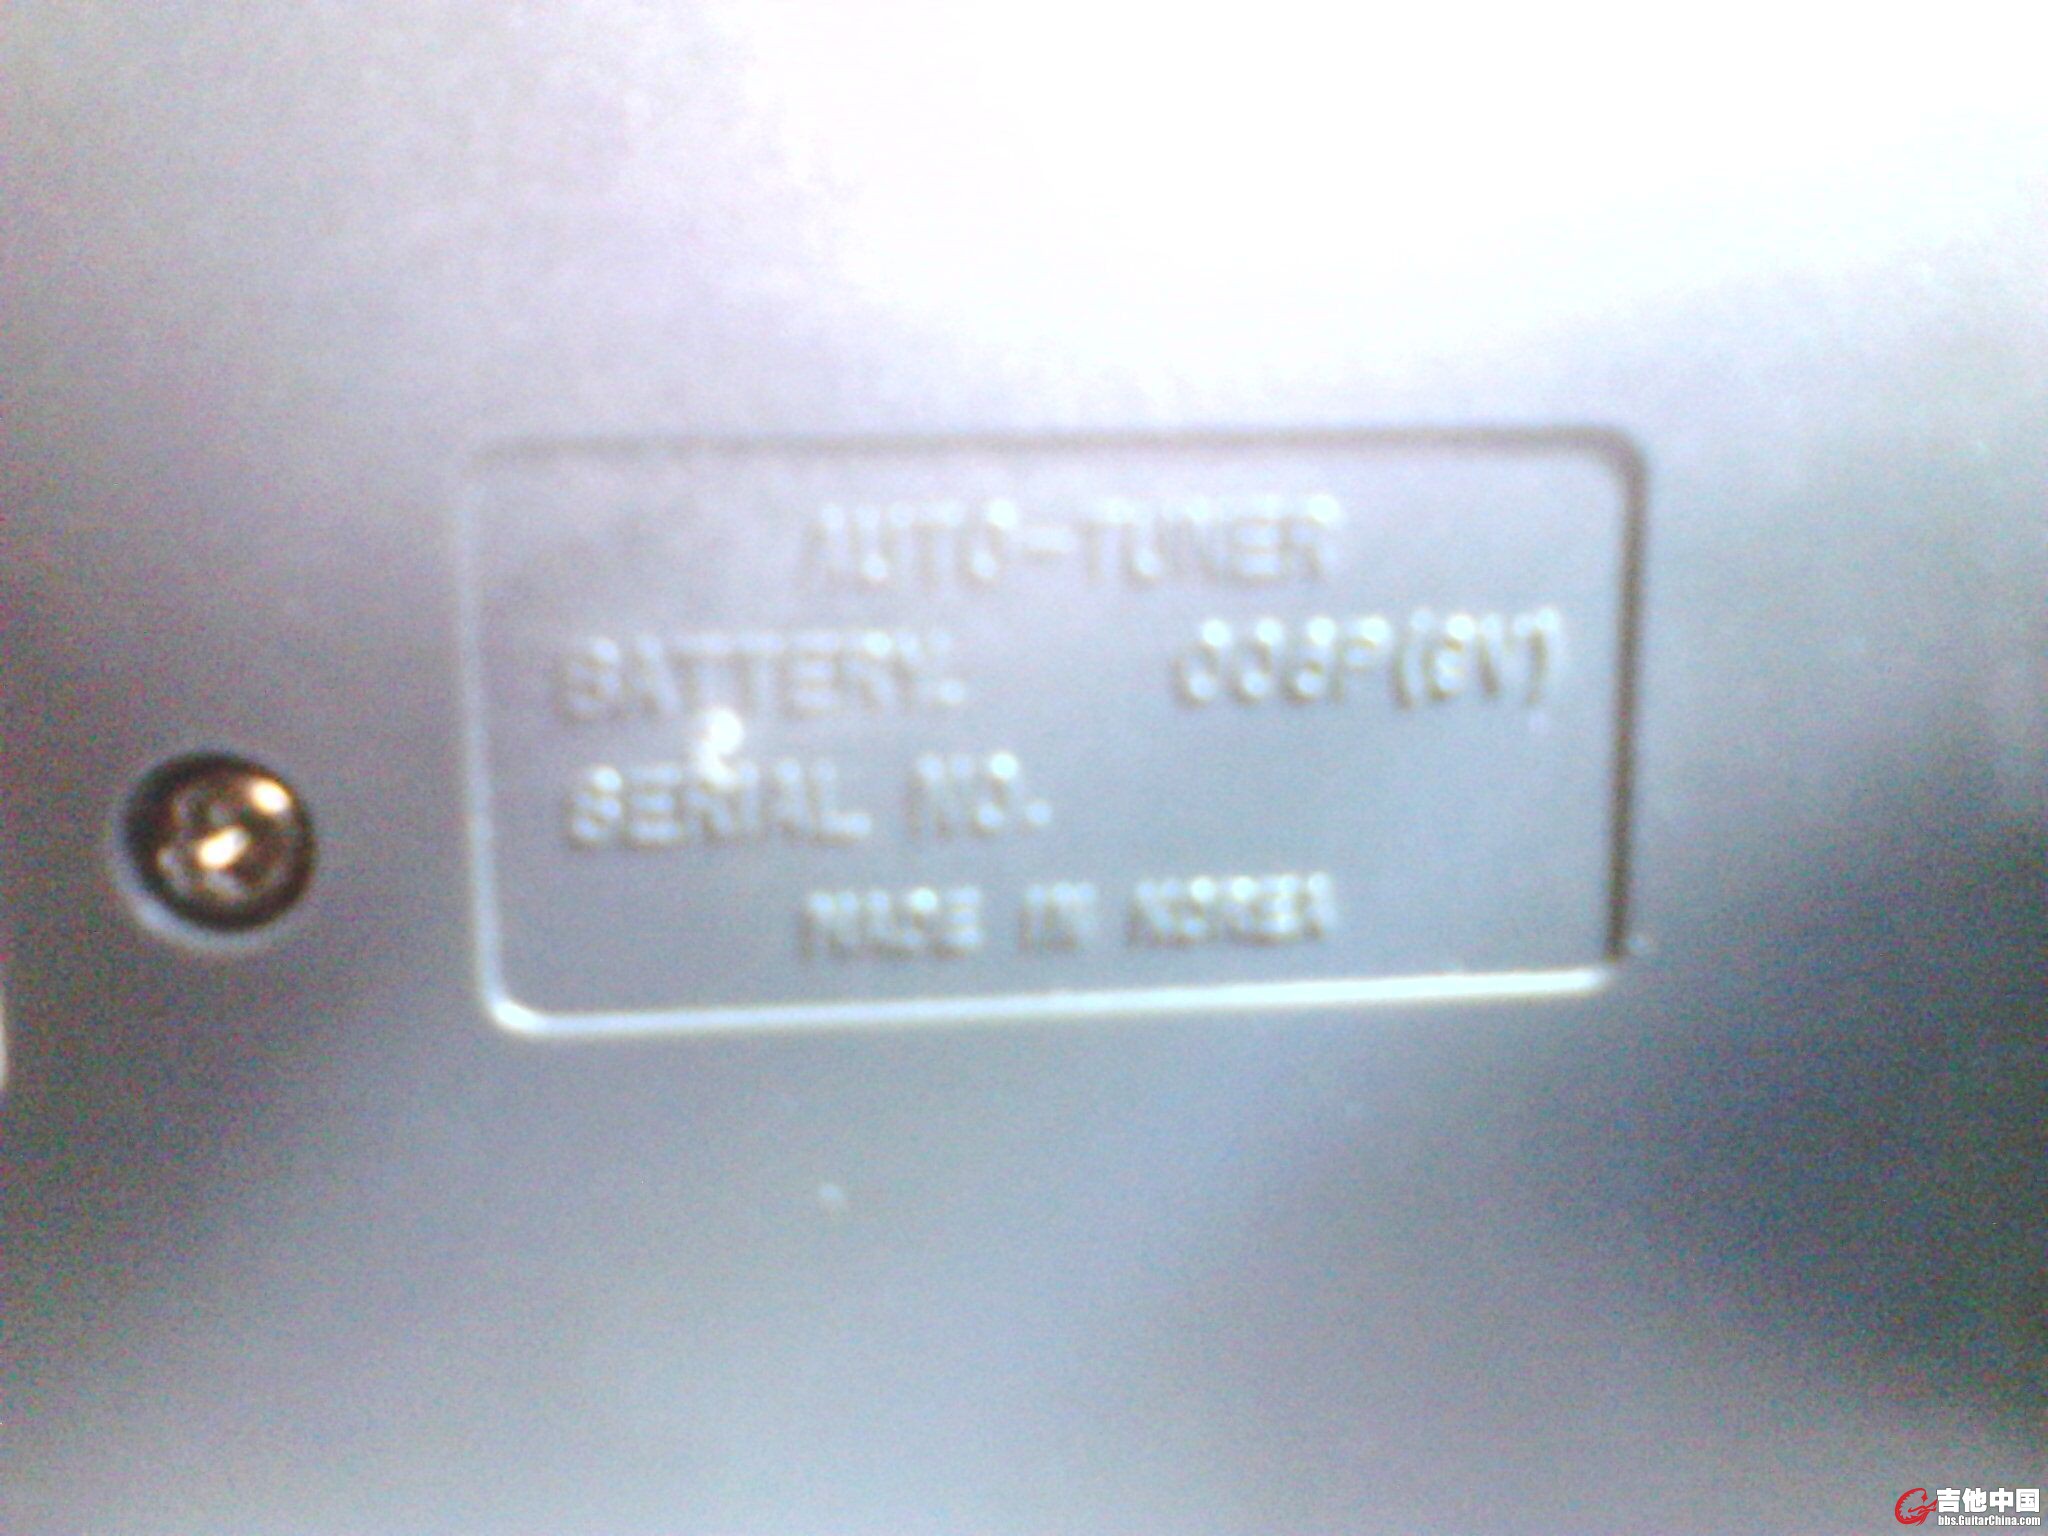 AUTO-TUNER
BATTERY: 006P(9V)
SERIAL NO.
MADE IN KOREA
吉他中国
bbs.GuitarChina.com